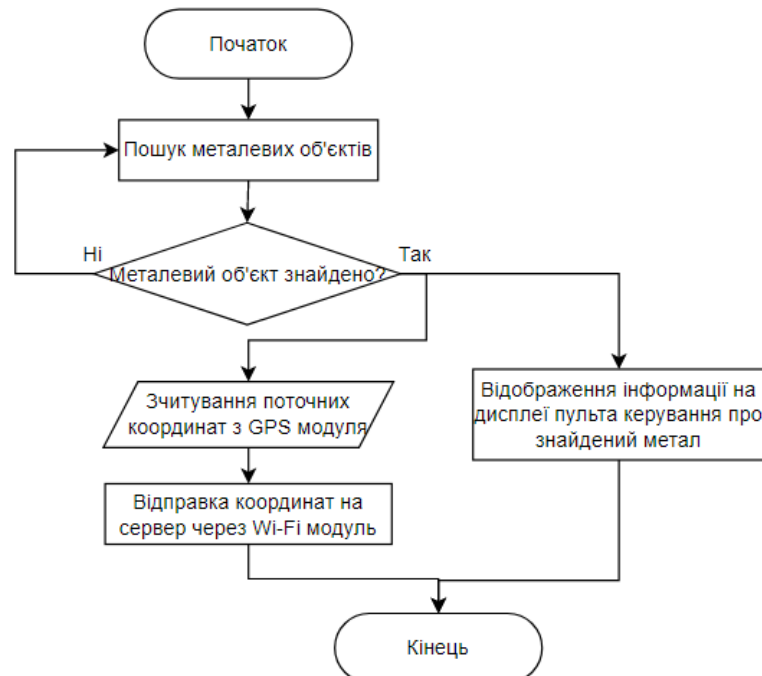 Початок
Пошук металевих об'єктів
Ні
Так
Металевий об'єкт знайдено?
Зчитування поточних
координат з GPS модуля
Відображення інформації на
дисплеї пульта керування про
знайдений метал
Відправка координат на
сервер через Wi-Fi модуль
Кінець